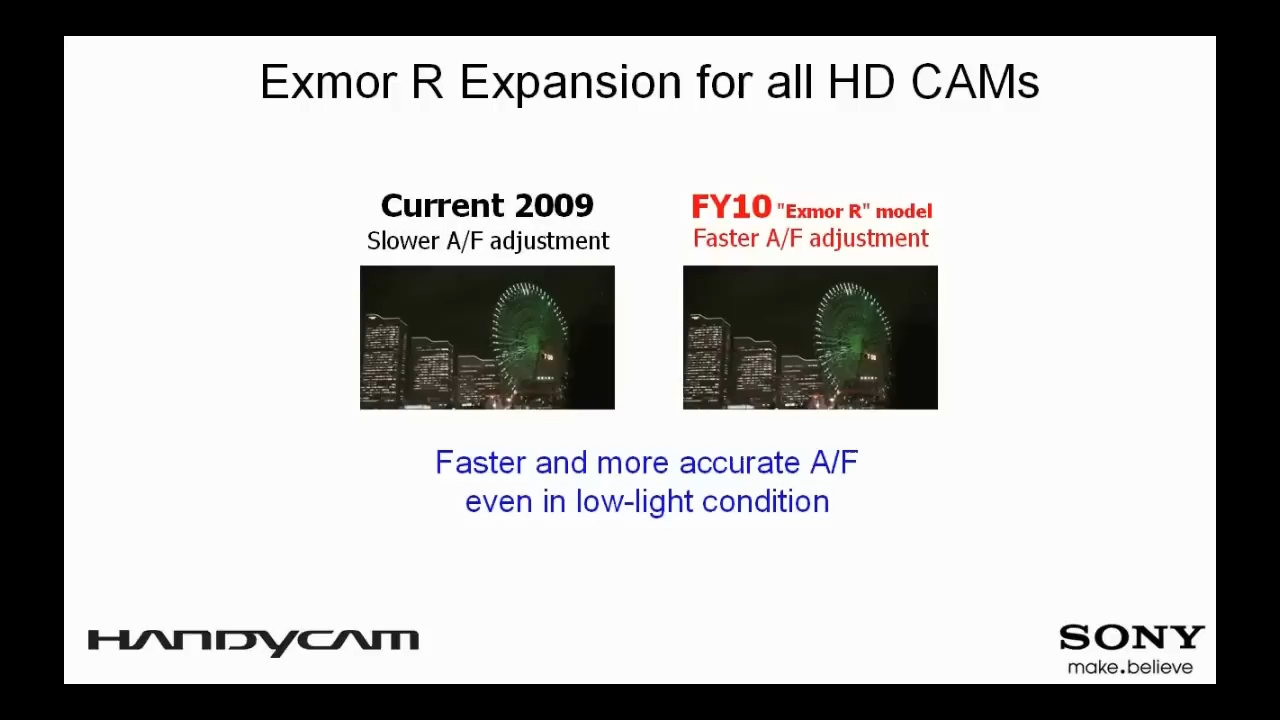 Exmor R Expansion for all HD CAMs
Current 2009
Slower A/F adjustment
FY10 "Exmor R" model
Faster A/F adjustment
Faster and more accurate A/F
even in low-light condition
HANDYCAM
SONY
make.believe